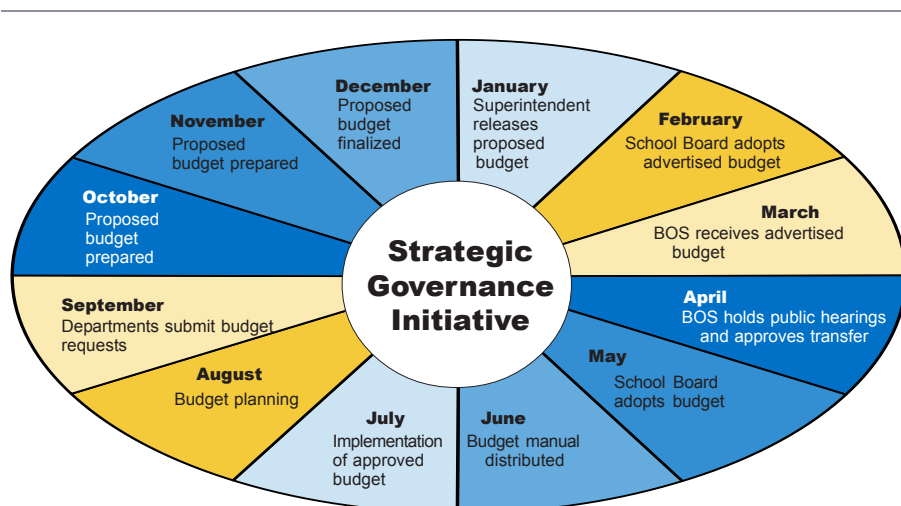 December
Proposed
budget
finalized
January
Superintendent
releases
proposed
budget
November
Proposed
budget prepared
February
School Board adopts
advertised budget
October
Proposed
budget
prepared
March
BOS receives advertised
budget
Strategic
Governance
Initiative
September
Departments submit budget
requests
April
BOS holds public hearings
and approves transfer
August
Budget planning
May
School Board
adopts budget
July
Implementation
of approved
budget
June
Budget manual
distributed